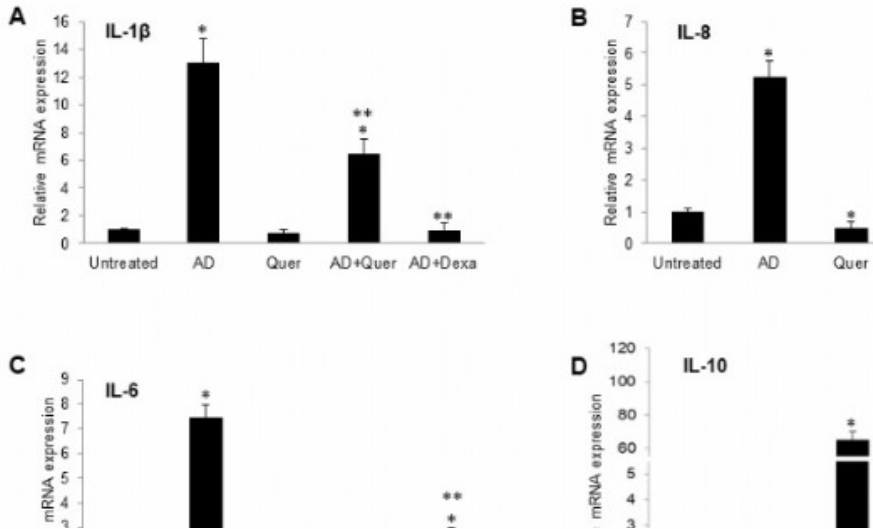 A
IL-1β
Relative mRNA expression
16
14
12
10
8
6
4
2
0
*
**
*
**
Untreated AD Quer AD+Quer AD+Dexa
B
IL-8
Relative mRNA expression
7
6
5
4
3
2
1
0
*
*
Untreated AD Quer
C
IL-6
mRNA expression
9
8
7
6
5
4
3
*
**
*
D
IL-10
mRNA expression
120
100
80
60
5
4
3
*